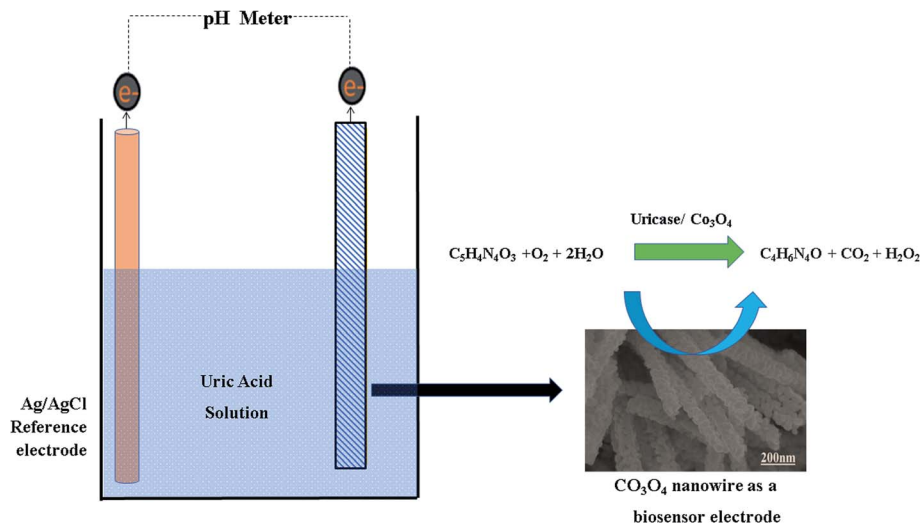 pH Meter
e-
e-
Uricase/ Co₃O₄
C₅H₄N₄O₃ +O₂ + 2H₂O
C₄H₆N₄O + CO₂ + H₂O₂
Uric Acid
Solution
Ag/AgCl
Reference
electrode
200nm
CO₃O₄ nanowire as a
biosensor electrode